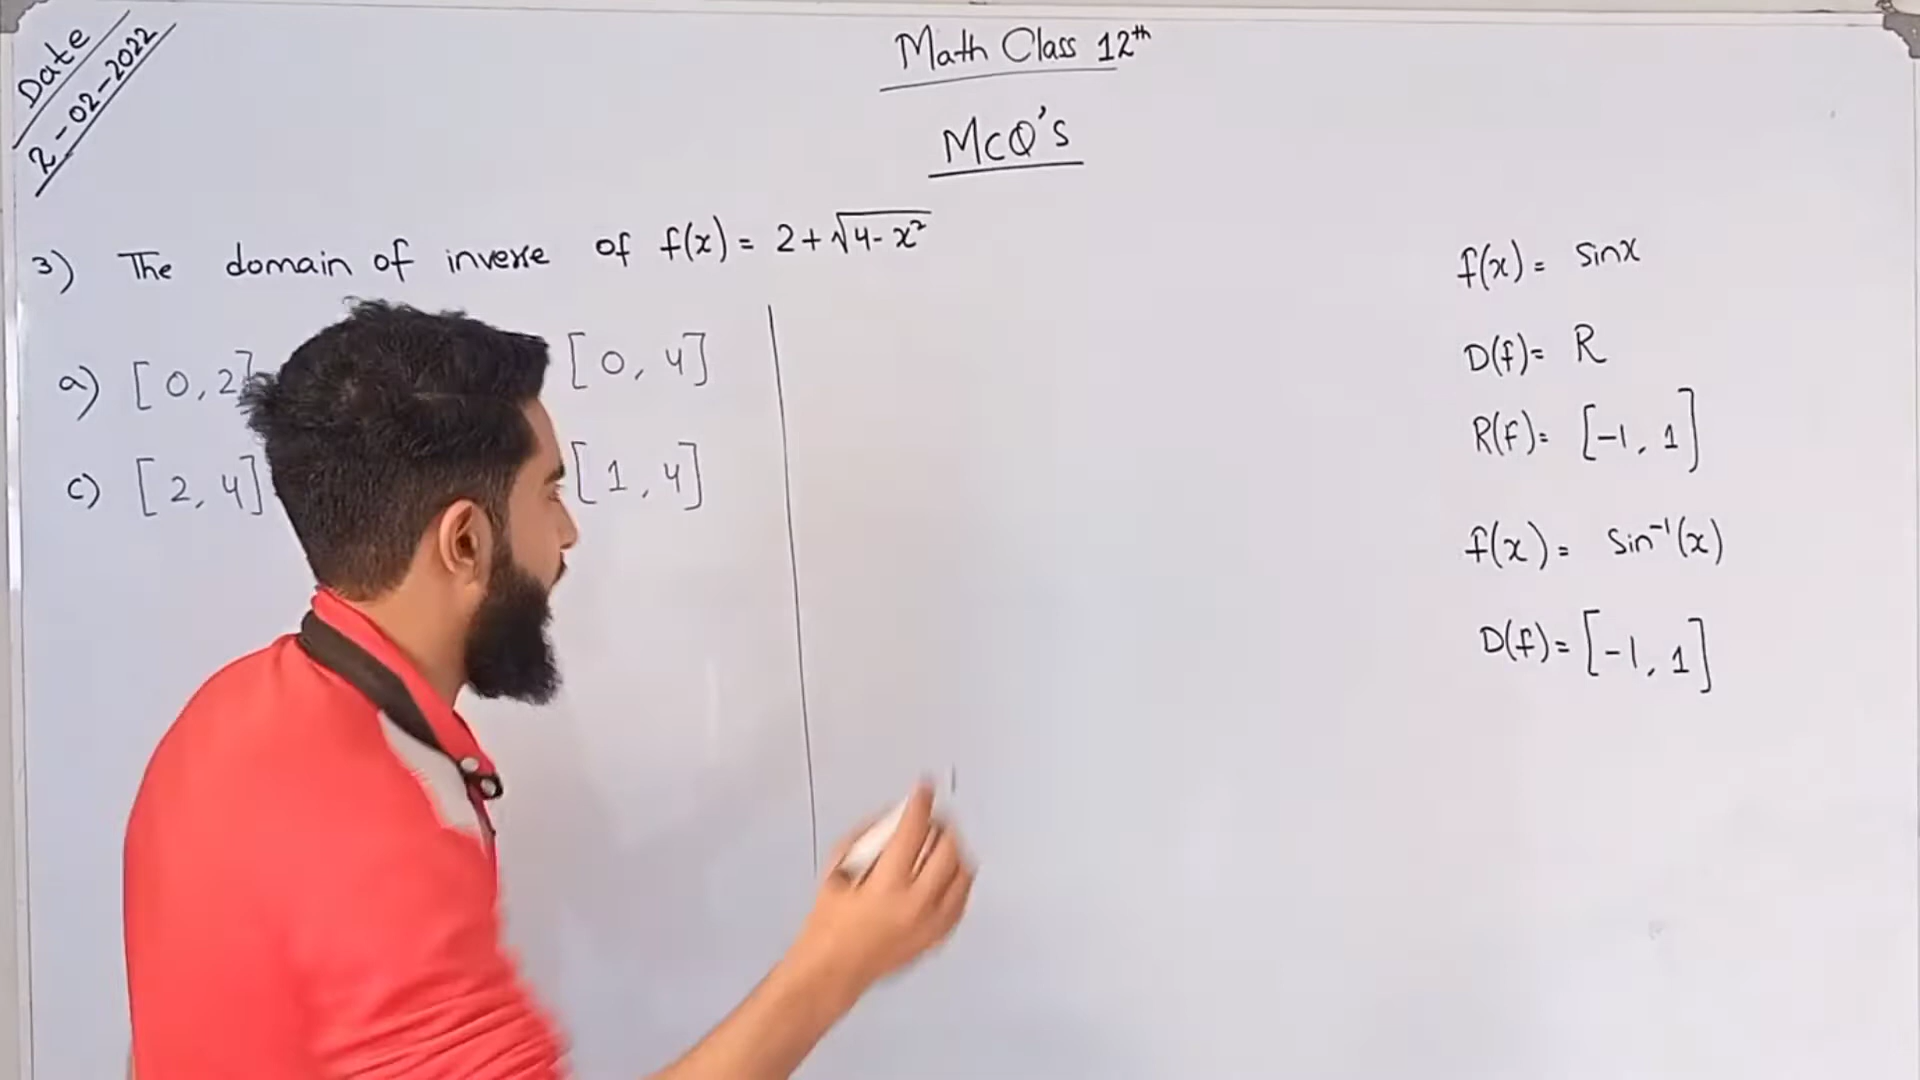 Date
2-02-2022
Math Class 12th
McQ's
3) The domain of inverse of f(x) = 2+√4-x²
a) [0,2] [0, 4]
c) [2, 4] [1, 4]
f(x) = Sinx
D(f)= R
R(f)= [-1, 1]
f(x) = Sin⁻¹(x)
D(f)= [-1, 1]